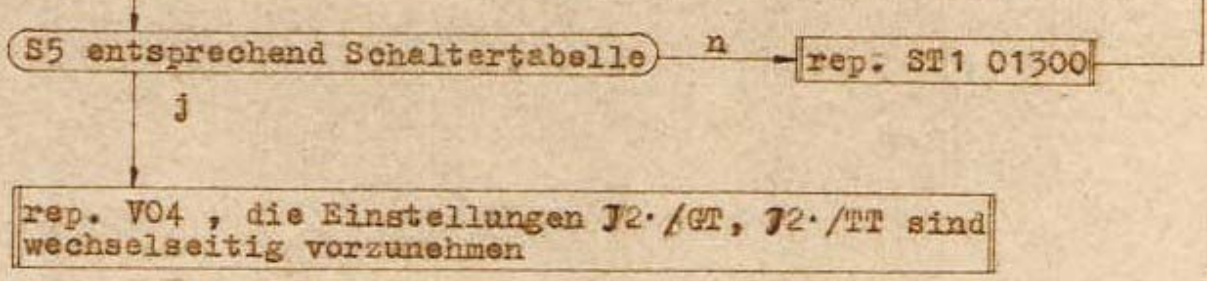 S5 entsprechend Schaltertabelle
n
rep. ST1 01300
j
rep. V04 , die Einstellungen J2·/GT, J2·/TT sind
wechselseitig vorzunehmen